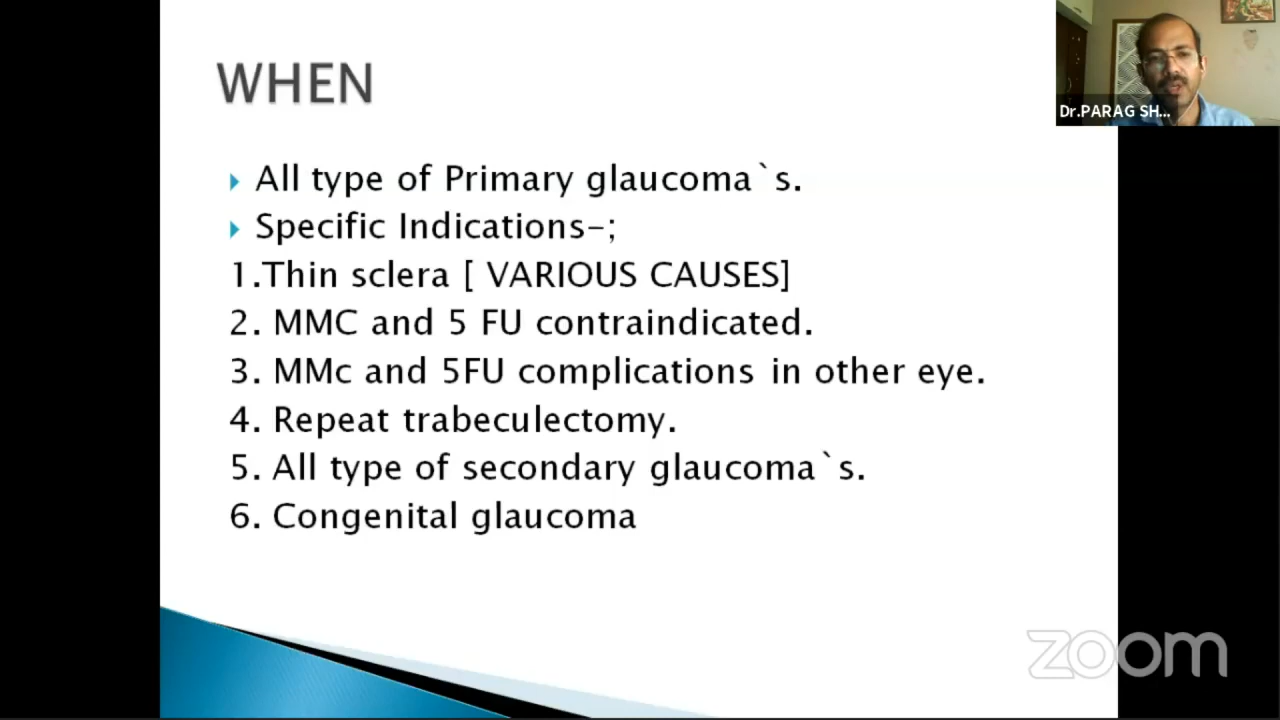 WHEN
All type of Primary glaucoma`s.
Specific Indications-;
1.Thin sclera [ VARIOUS CAUSES]
2. MMC and 5 FU contraindicated.
3. MMc and 5FU complications in other eye.
4. Repeat trabeculectomy.
5. All type of secondary glaucoma`s.
6. Congenital glaucoma
Dr.PARAG SH...
zoom